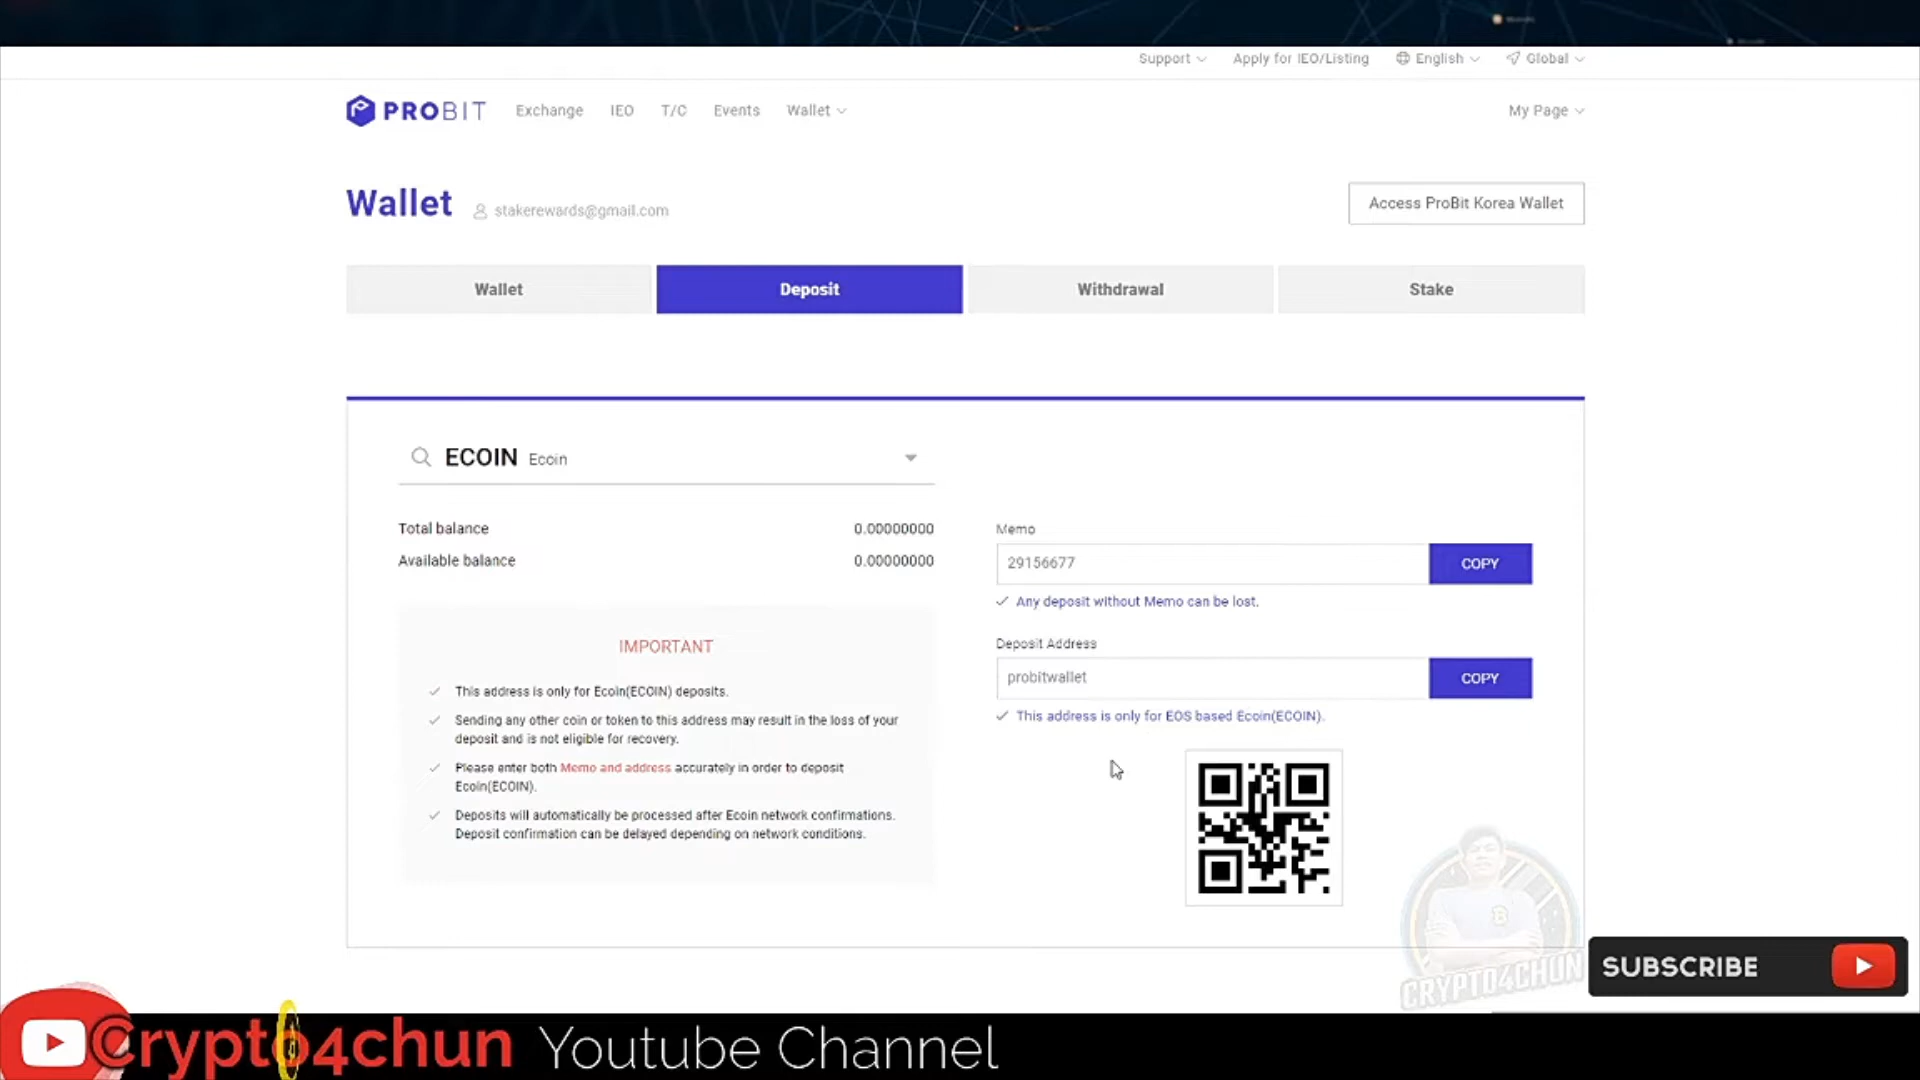 Support Apply for IEO/Listing English Global
PROBIT Exchange IEO T/C Events Wallet My Page
Wallet stakerewards@gmail.com Access ProBit Korea Wallet
Wallet Deposit Withdrawal Stake
ECOIN Ecoin
Total balance 0.00000000
Available balance 0.00000000
IMPORTANT
This address is only for Ecoin(ECOIN) deposits.
Sending any other coin or token to this address may result in the loss of your
deposit and is not eligible for recovery.
Please enter both Memo and address accurately in order to deposit
Ecoin(ECOIN).
Deposits will automatically be processed after Ecoin network confirmations.
Deposit confirmation can be delayed depending on network conditions.
Memo
29156677 COPY
Any deposit without Memo can be lost.
Deposit Address
probitwallet COPY
This address is only for EOS based Ecoin(ECOIN).
CRYPTO4CHUN
SUBSCRIBE
Crypto4chun Youtube Channel